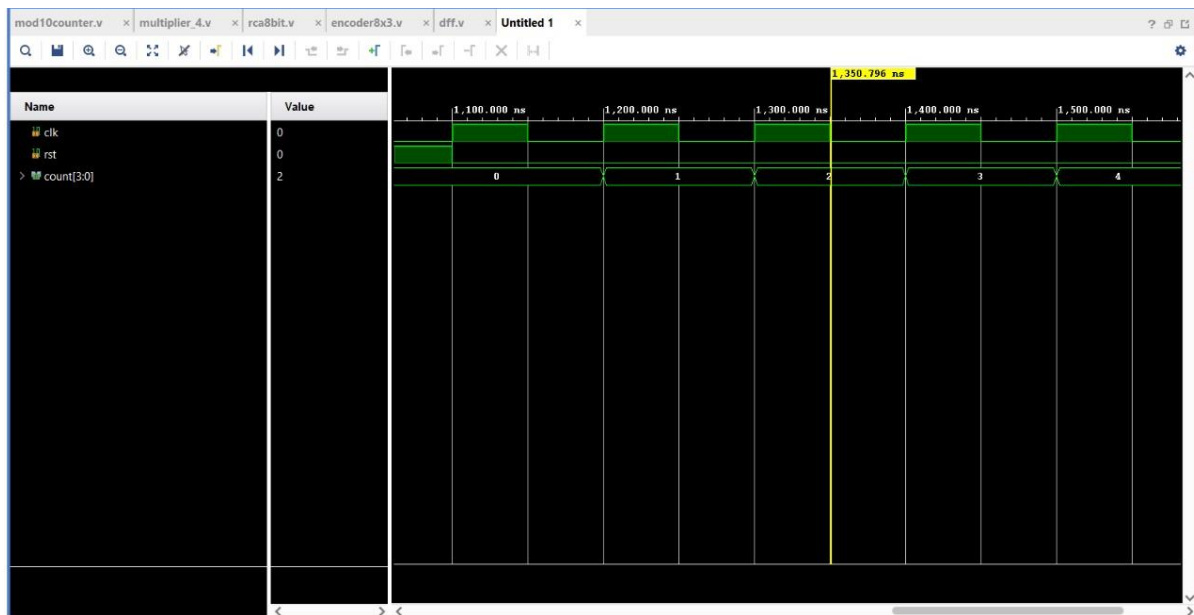 mod10counter.v × multiplier_4.v × rca8bit.v × encoder8x3.v × dff.v × Untitled 1 × ?
1,350.796 ns
Name Value 1,100.000 ns 1,200.000 ns 1,300.000 ns 1,400.000 ns 1,500.000 ns
clk 0
rst 0
> count[3:0] 2 0 1 2 3 4